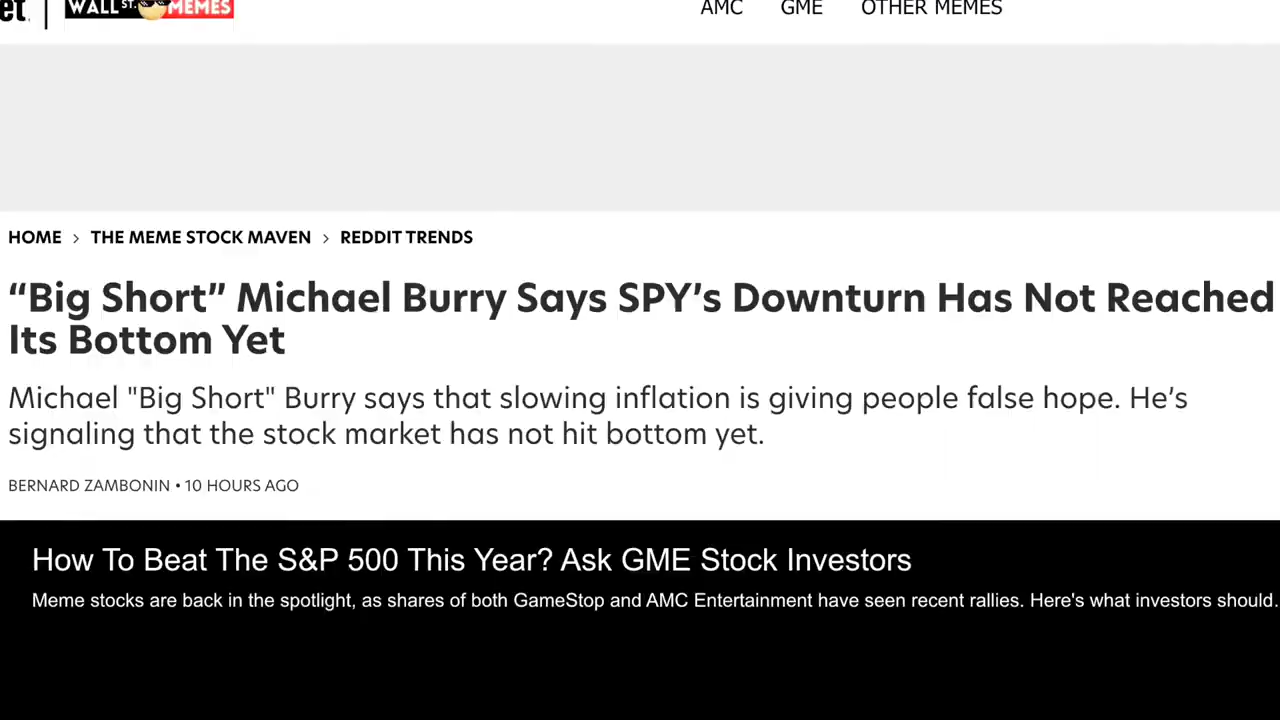 et. | WALL ST. MEMES
AMC GME OTHER MEMES
HOME > THE MEME STOCK MAVEN > REDDIT TRENDS
“Big Short” Michael Burry Says SPY’s Downturn Has Not Reached
Its Bottom Yet
Michael "Big Short" Burry says that slowing inflation is giving people false hope. He’s
signaling that the stock market has not hit bottom yet.
BERNARD ZAMBONIN • 10 HOURS AGO
How To Beat The S&P 500 This Year? Ask GME Stock Investors
Meme stocks are back in the spotlight, as shares of both GameStop and AMC Entertainment have seen recent rallies. Here's what investors should.